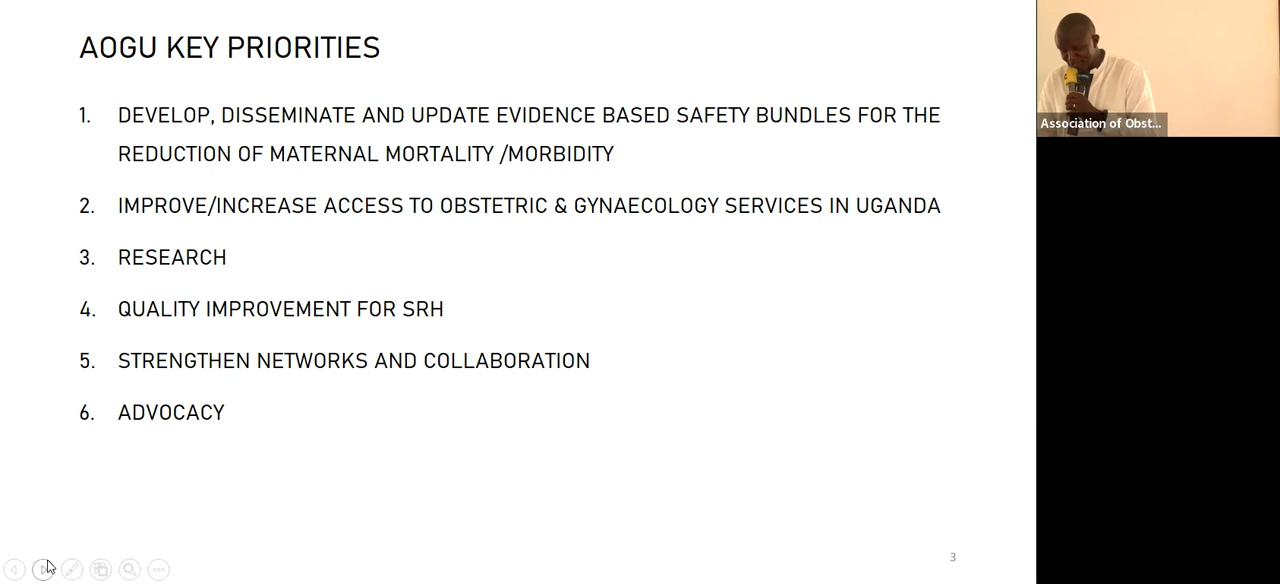 AOGU KEY PRIORITIES
1. DEVELOP, DISSEMINATE AND UPDATE EVIDENCE BASED SAFETY BUNDLES FOR THE
REDUCTION OF MATERNAL MORTALITY /MORBIDITY
2. IMPROVE/INCREASE ACCESS TO OBSTETRIC & GYNAECOLOGY SERVICES IN UGANDA
3. RESEARCH
4. QUALITY IMPROVEMENT FOR SRH
5. STRENGTHEN NETWORKS AND COLLABORATION
6. ADVOCACY
3
Association of Obst...